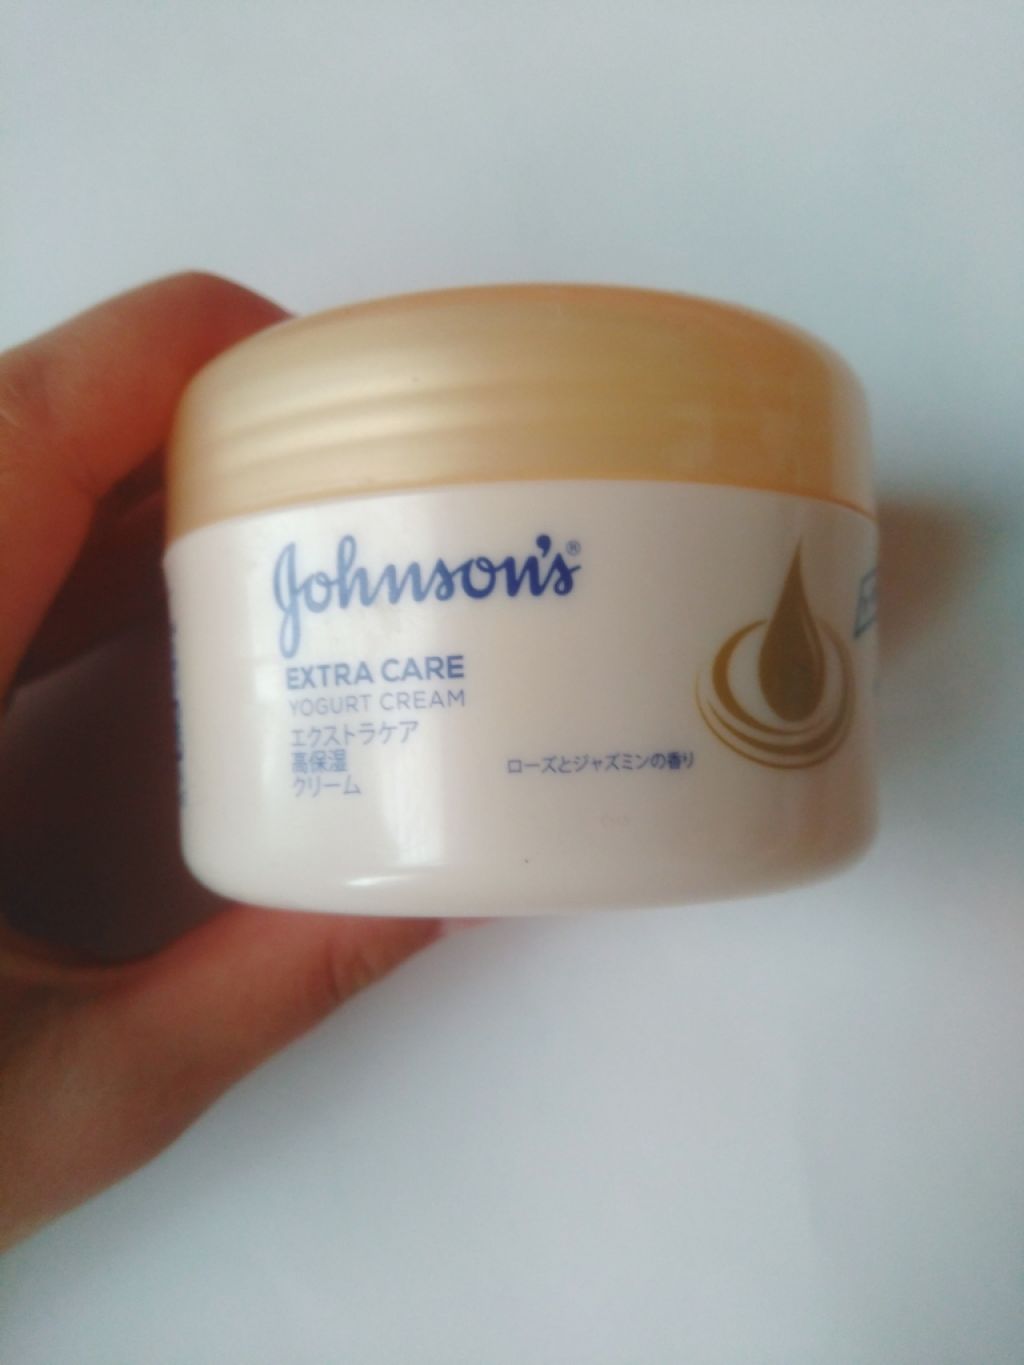 Johnson's®
EXTRA CARE
YOGURT CREAM
エクストラケア
高保湿
クリーム
ローズとジャズミンの香り